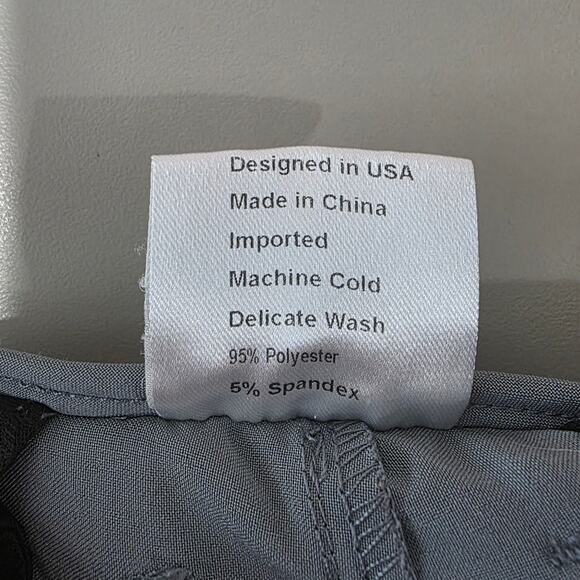 Designed in USA
Made in China
Imported
Machine Cold
Delicate Wash
95% Polyester
5% Spandex